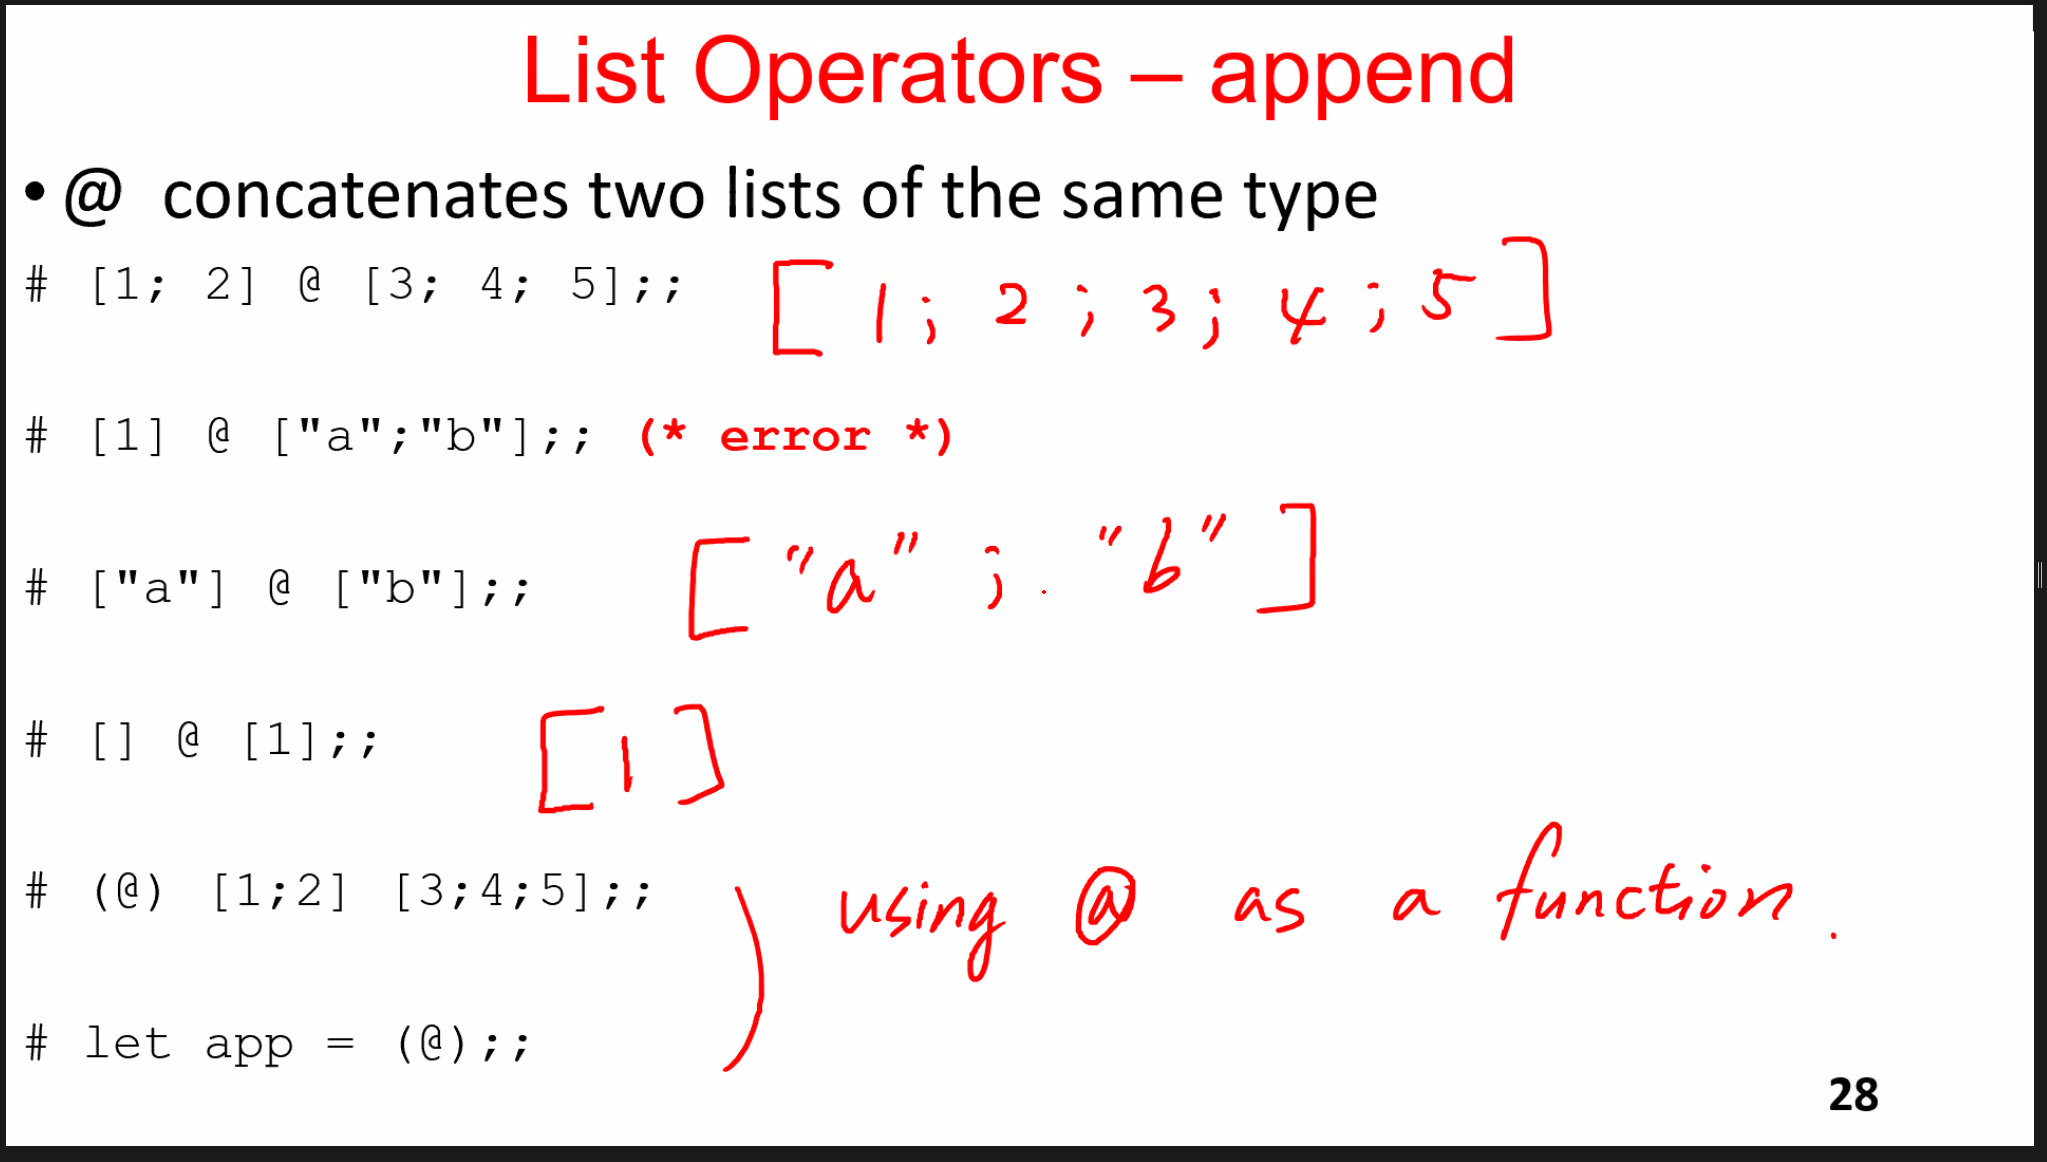 List Operators – append
• @ concatenates two lists of the same type
# [1; 2] @ [3; 4; 5];; [1; 2; 3; 4; 5]
# [1] @ ["a";"b"];; (* error *)
# ["a"] @ ["b"];; ["a"; "b"]
# [] @ [1];; [1]
# (@) [1;2] [3;4;5];; using @ as a function.
# let app = (@);;
28